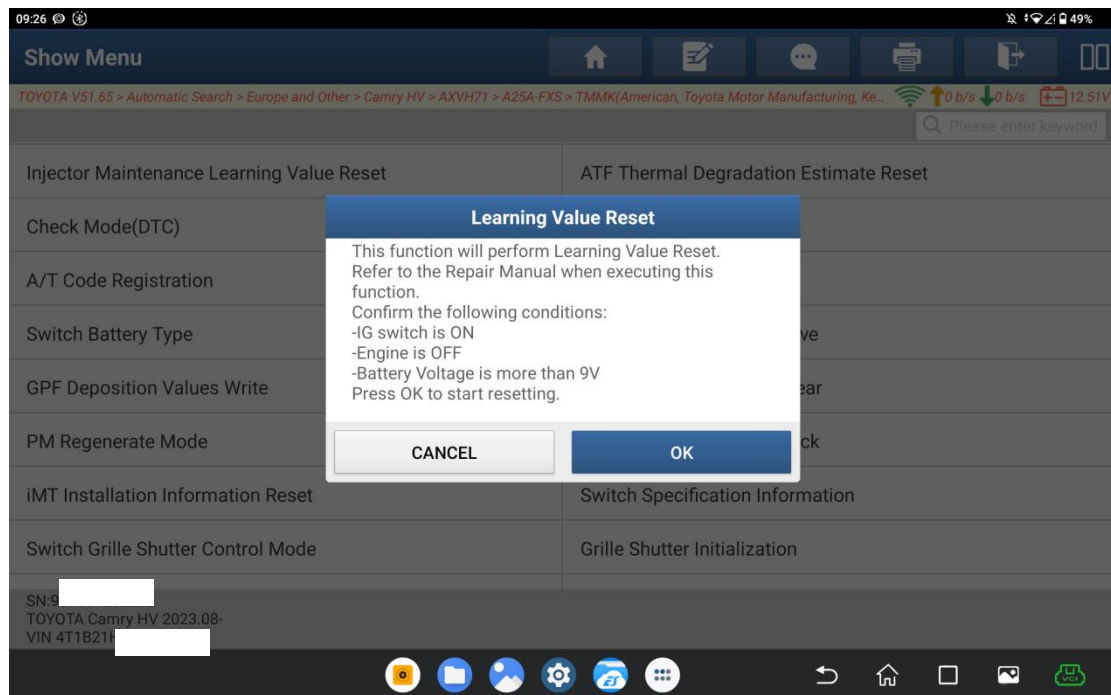 09:26
49%
Show Menu
TOYOTA V51.65 > Automatic Search > Europe and Other > Camry HV > AXVH71 > A25A-FXS > TMMK(American, Toyota Motor Manufacturing, Ke...
0 b/s 0 b/s 12.51V
Please enter keyword
Injector Maintenance Learning Value Reset
ATF Thermal Degradation Estimate Reset
Check Mode(DTC)
A/T Code Registration
Switch Battery Type
GPF Deposition Values Write
PM Regenerate Mode
iMT Installation Information Reset
Switch Specification Information
Switch Grille Shutter Control Mode
Grille Shutter Initialization
Learning Value Reset
This function will perform Learning Value Reset.
Refer to the Repair Manual when executing this
function.
Confirm the following conditions:
-IG switch is ON
-Engine is OFF
-Battery Voltage is more than 9V
Press OK to start resetting.
CANCEL
OK
SN:9
TOYOTA Camry HV 2023.08-
VIN 4T1B21
VCI